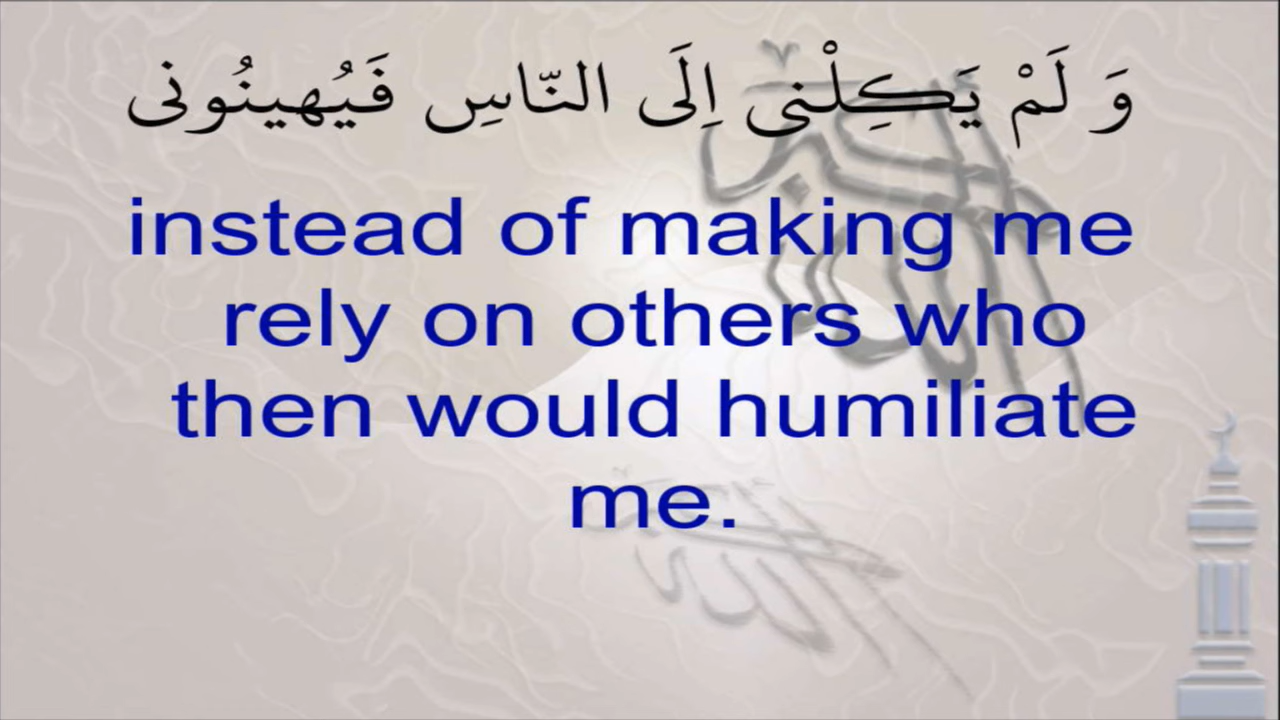 وَ لَمْ يَكِلْنى اِلَى النّاسِ فَيُهينُونى
instead of making me
rely on others who
then would humiliate
me.